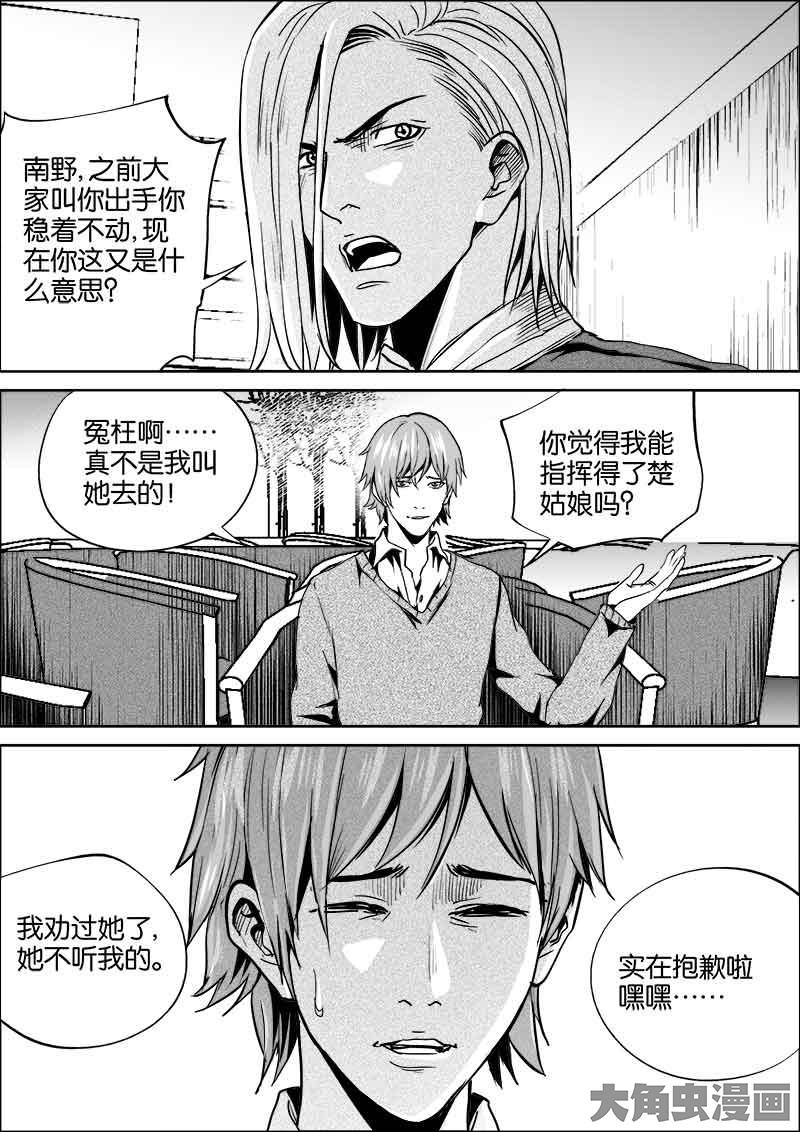 南野,之前大
家叫你出手你
稳着不动,现
在你这又是什
么意思?
冤枉啊……
真不是我叫
她去的!
你觉得我能
指挥得了楚
姑娘吗?
我劝过她了,
她不听我的。
实在抱歉啦
嘿嘿……
大角虫漫画